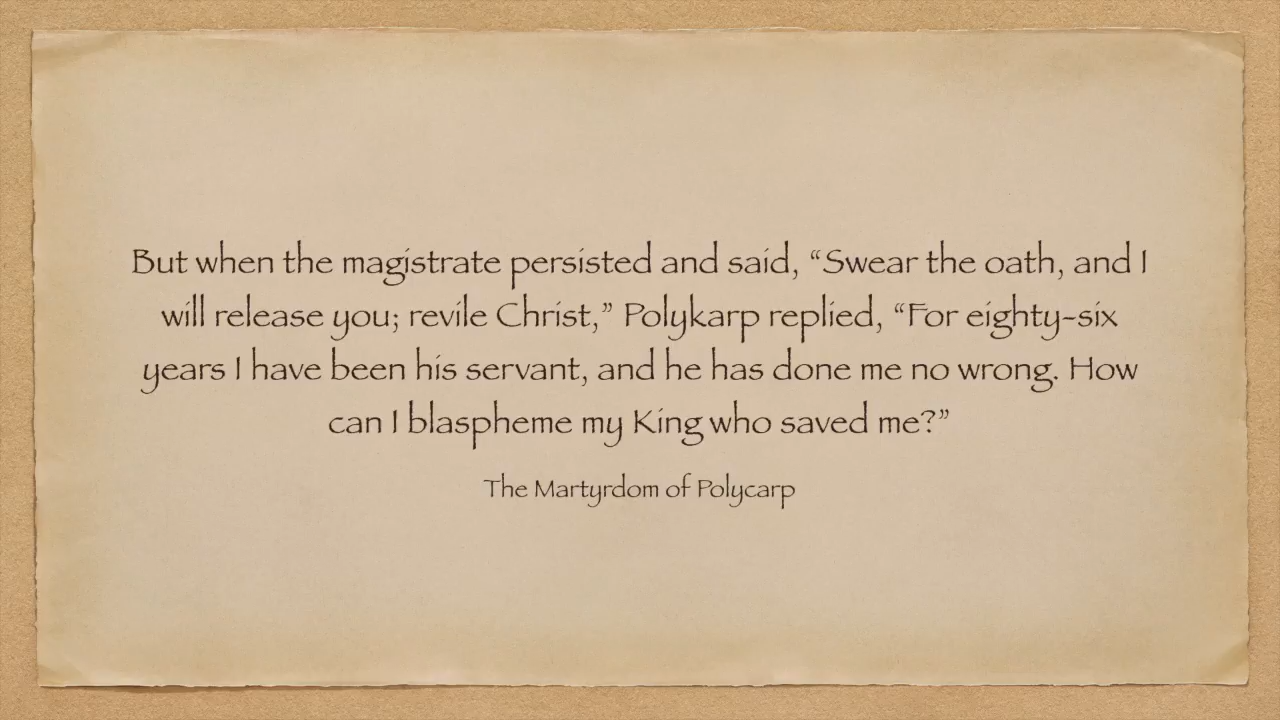 But when the magistrate persisted and said, “Swear the oath, and I
will release you; revile Christ,” Polykarp replied, “For eighty-six
years I have been his servant, and he has done me no wrong. How
can I blaspheme my King who saved me?”
The Martyrdom of Polycarp